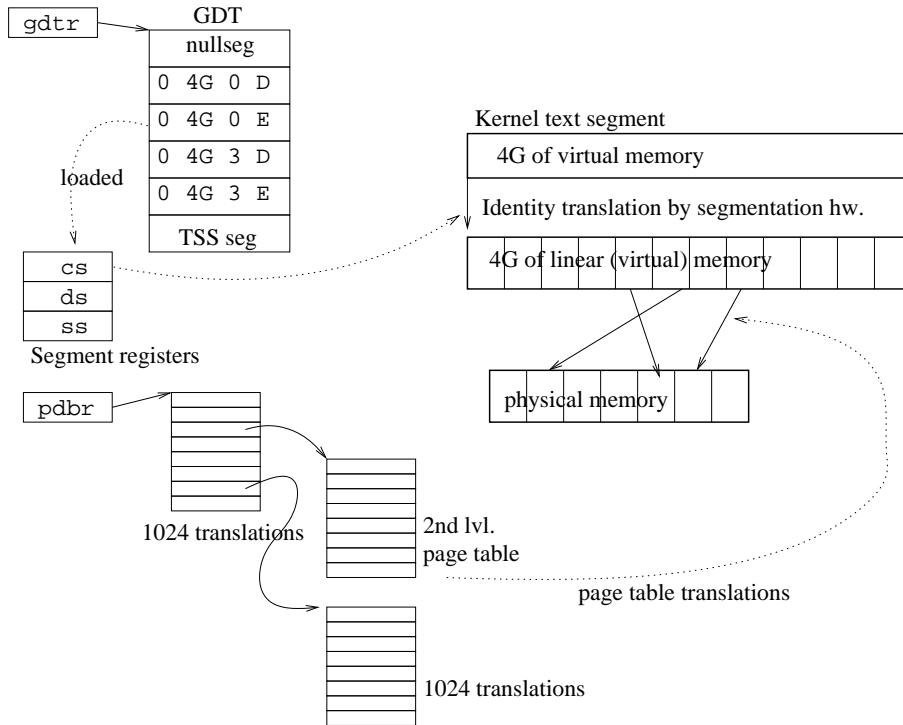 gdtr
GDT
nullseg
0 4G 0 D
0 4G 0 E
0 4G 3 D
0 4G 3 E
TSS seg
loaded
Kernel text segment
4G of virtual memory
Identity translation by segmentation hw.
4G of linear (virtual) memory
cs
ds
ss
Segment registers
physical memory
pdbr
1024 translations
2nd lvl.
page table
page table translations
1024 translations